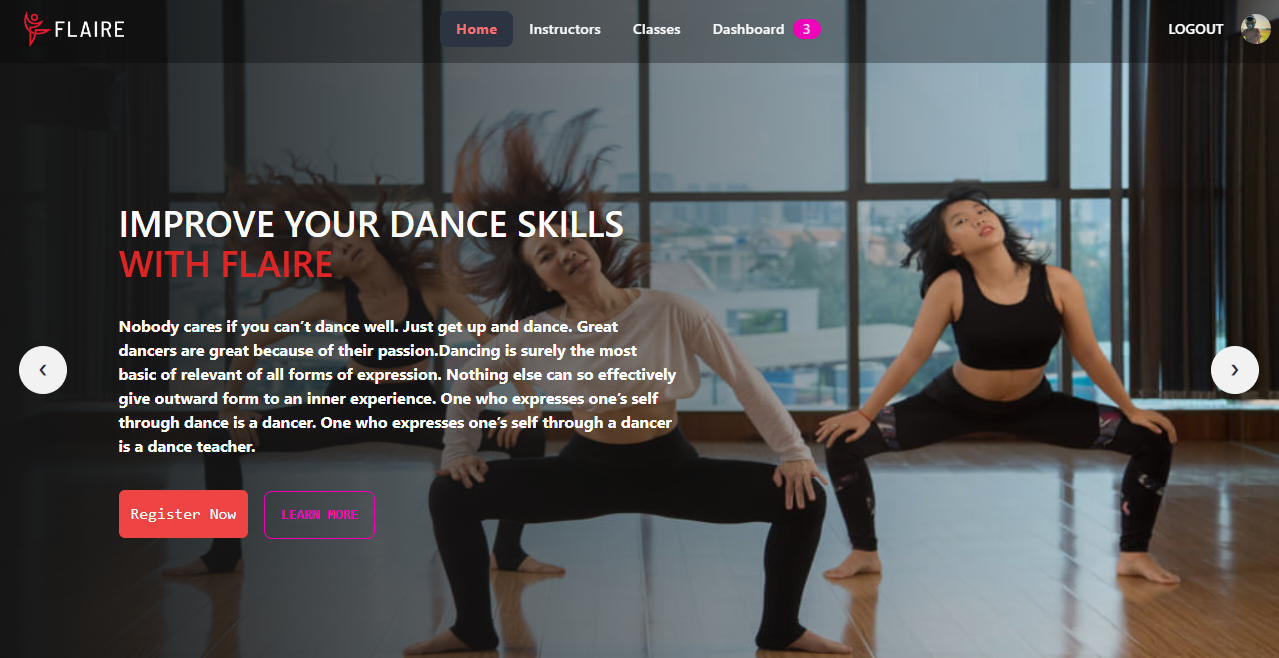 FLAIRE
Home
Instructors
Classes
Dashboard 3
LOGOUT
IMPROVE YOUR DANCE SKILLS
WITH FLAIRE
Nobody cares if you can’t dance well. Just get up and dance. Great
dancers are great because of their passion.Dancing is surely the most
basic of relevant of all forms of expression. Nothing else can so effectively
give outward form to an inner experience. One who expresses one’s self
through dance is a dancer. One who expresses one’s self through a dancer
is a dance teacher.
Register Now
LEARN MORE